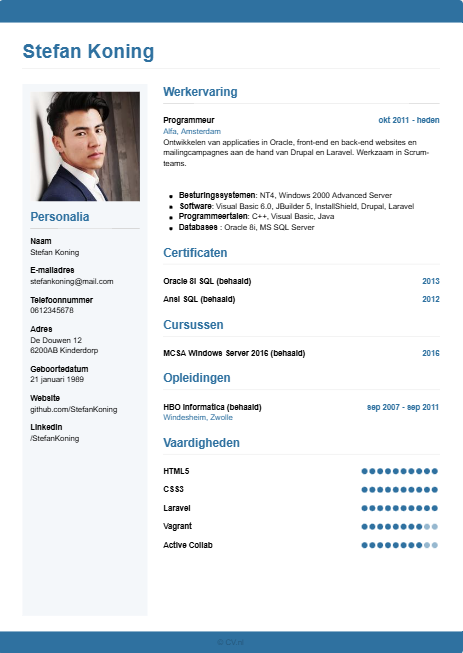 Stefan Koning
Personalia
Naam
Stefan Koning
E-mailadres
stefankoning@mail.com
Telefoonnummer
0612345678
Adres
De Douwen 12
6200AB Kinderdorp
Geboortedatum
21 januari 1989
Website
github.com/StefanKoning
LinkedIn
/StefanKoning
Werkervaring
Programmeur okt 2011 - heden
Alfa, Amsterdam
Ontwikkelen van applicaties in Oracle, front-end en back-end websites en
mailingcampagnes aan de hand van Drupal en Laravel. Werkzaam in Scrum-
teams.
• Besturingssystemen: NT4, Windows 2000 Advanced Server
• Software: Visual Basic 6.0, JBuilder 5, InstallShield, Drupal, Laravel
• Programmeertalen: C++, Visual Basic, Java
• Databases : Oracle 8i, MS SQL Server
Certificaten
Oracle 8i SQL (behaald) 2013
Ansi SQL (behaald) 2012
Cursussen
MCSA Windows Server 2016 (behaald) 2016
Opleidingen
HBO Informatica (behaald) sep 2007 - sep 2011
Windesheim, Zwolle
Vaardigheden
HTML5
CSS3
Laravel
Vagrant
Active Collab